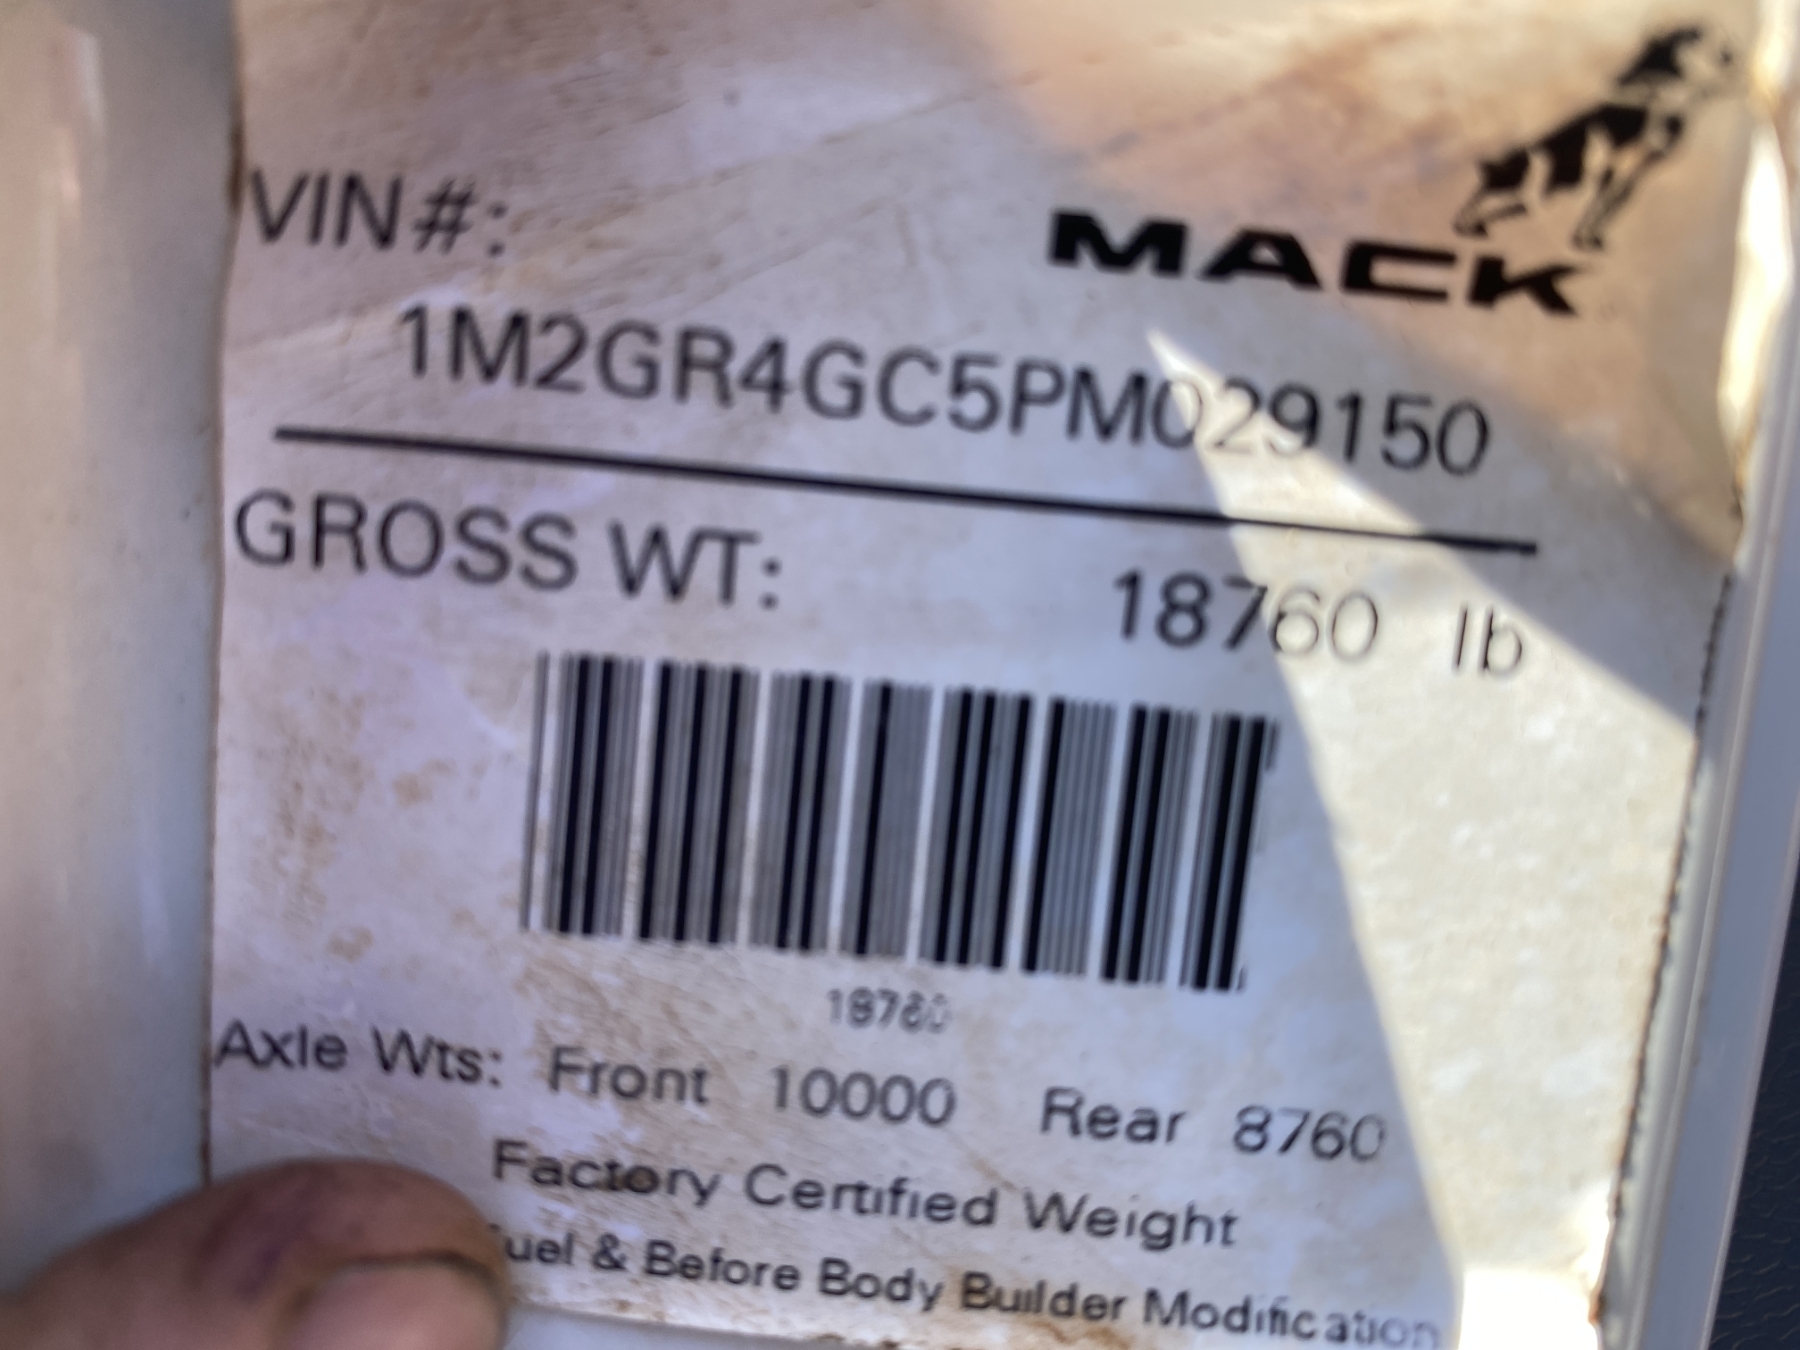 VIN#:
MACK
1M2GR4GC5PM029150
GROSS WT: 18760 lb
18760
Axle Wts: Front 10000 Rear 8760
Factory Certified Weight
& Before Body Builder Modification